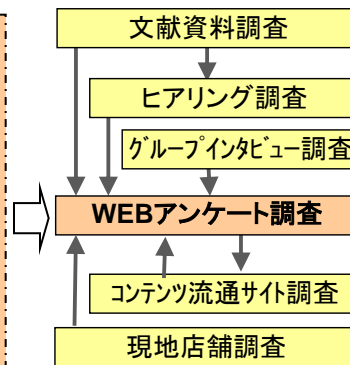 文献資料調査
ヒアリング調査
グループインタビュー調査
WEBアンケート調査
コンテンツ流通サイト調査
現地店舗調査